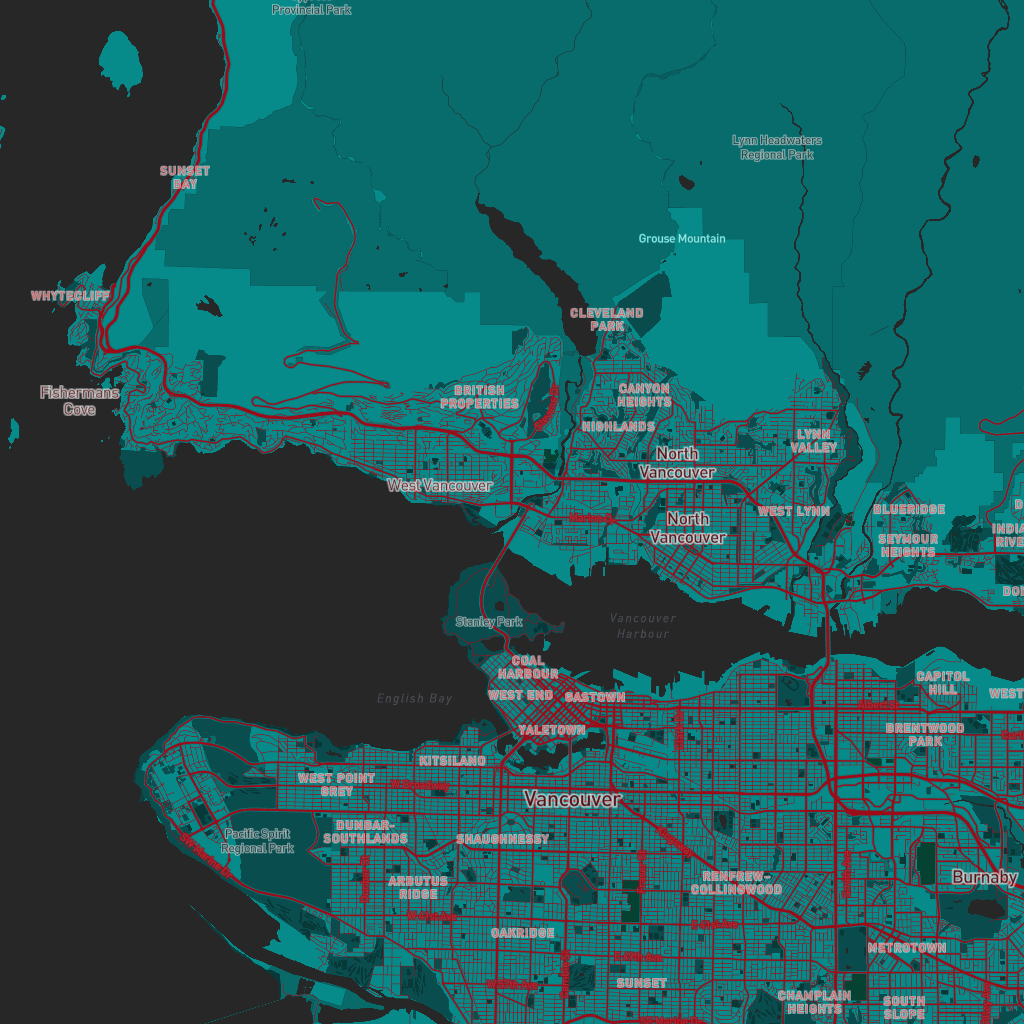 Provincial Park
Lynn Headwaters
Regional Park
SUNSET
BAY
Grouse Mountain
WHYTECLIFF
CLEVELAND
PARK
Fishermans
Cove
BRITISH
PROPERTIES
CANYON
HEIGHTS
HIGHLANDS
LYNN
VALLEY
North
Vancouver
West Vancouver
WEST LYNN
BLUERIDGE
North
Vancouver
SEYMOUR
HEIGHTS
Stanley Park
Vancouver
Harbour
COAL
HARBOUR
WEST END
GASTOWN
English Bay
CAPITOL
HILL
WEST
YALETOWN
BRENTWOOD
PARK
KITSILANO
WEST POINT
GREY
Vancouver
DUNBAR-
SOUTHLANDS
SHAUGHNESSY
Pacific Spirit
Regional Park
ARBUTUS
RIDGE
RENFREW-
COLLINGWOOD
Burnaby
OAKRIDGE
METROTOWN
SUNSET
CHAMPLAIN
HEIGHTS
SOUTH
SLOPE